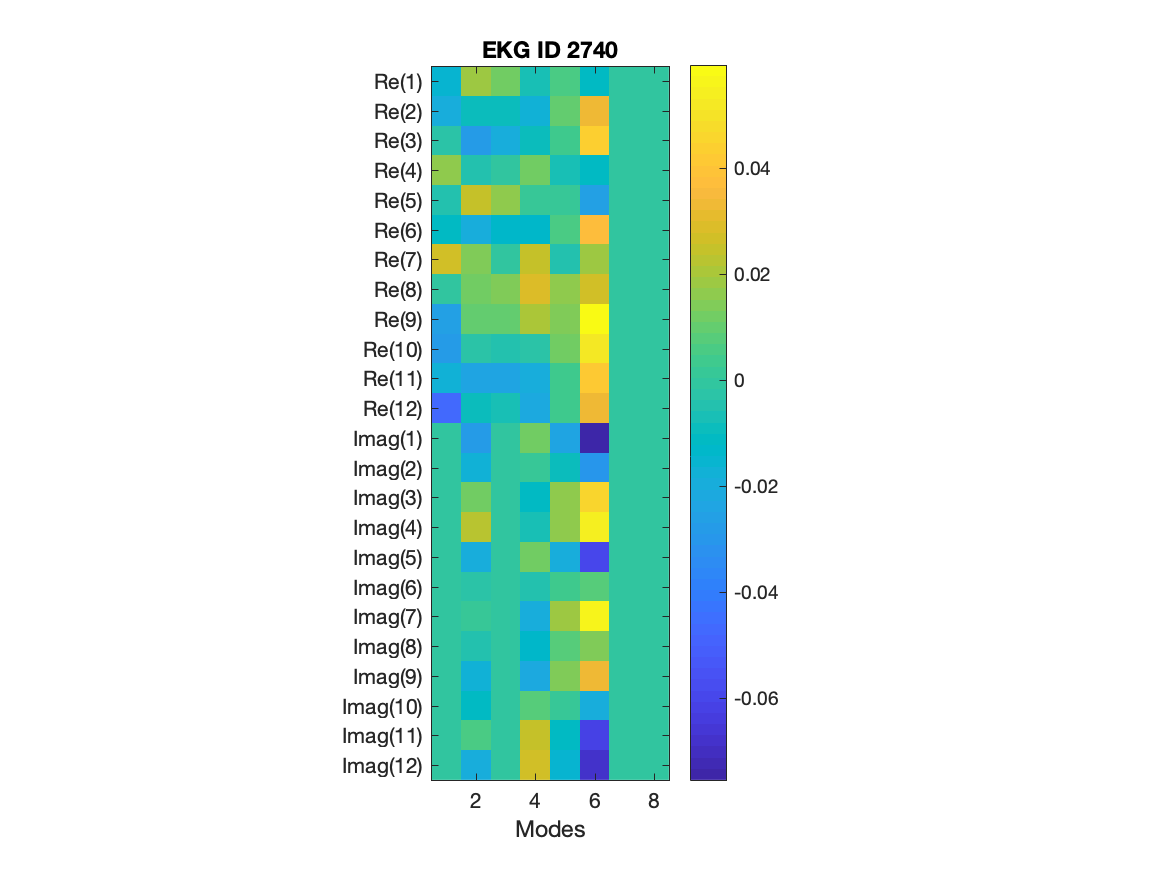 EKG ID 2740
Re(1)
Re(2)
Re(3)
Re(4)
Re(5)
Re(6)
Re(7)
Re(8)
Re(9)
Re(10)
Re(11)
Re(12)
Imag(1)
Imag(2)
Imag(3)
Imag(4)
Imag(5)
Imag(6)
Imag(7)
Imag(8)
Imag(9)
Imag(10)
Imag(11)
Imag(12)
2 4 6 8
Modes
0.04
0.02
0
-0.02
-0.04
-0.06